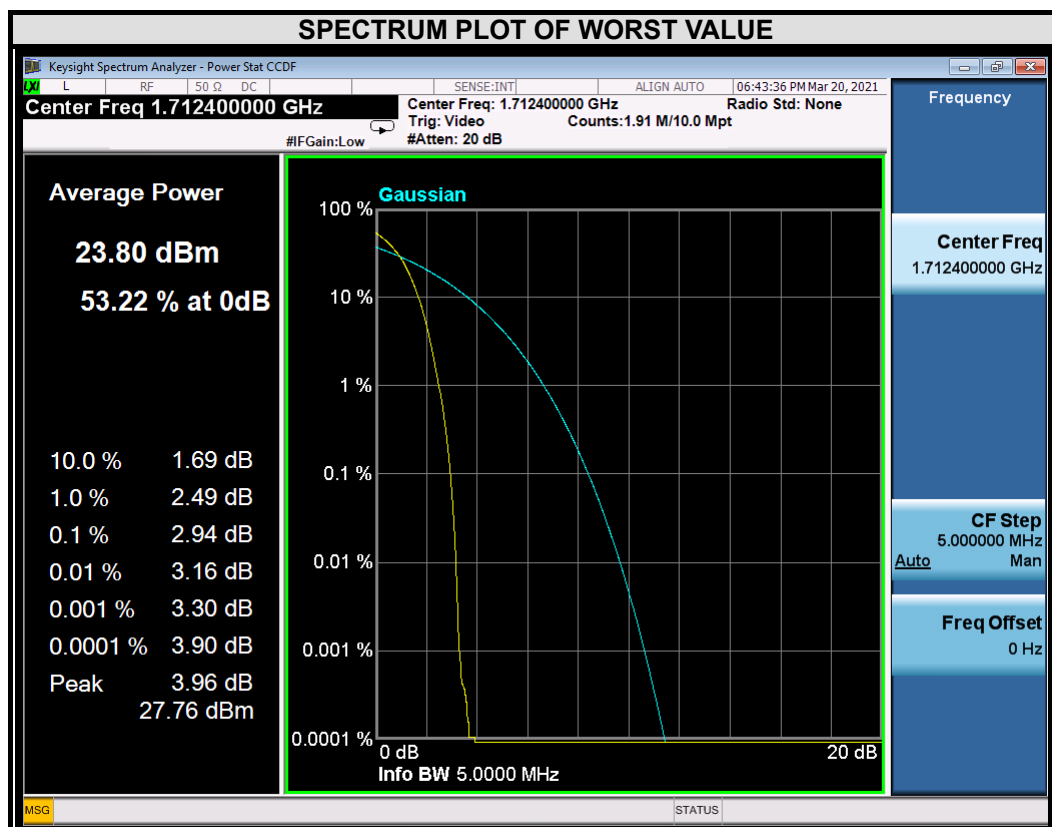 SPECTRUM PLOT OF WORST VALUE
Keysight Spectrum Analyzer - Power Stat CCDF
LXI L RF 50 Ω DC SENSE:INT ALIGN AUTO 06:43:36 PM Mar 20, 2021
Center Freq 1.712400000 GHz
Center Freq: 1.712400000 GHz Radio Std: None
Trig: Video Counts:1.91 M/10.0 Mpt
#IFGain:Low #Atten: 20 dB
Frequency
Average Power
23.80 dBm
53.22 % at 0dB
10.0 % 1.69 dB
1.0 % 2.49 dB
0.1 % 2.94 dB
0.01 % 3.16 dB
0.001 % 3.30 dB
0.0001 % 3.90 dB
Peak 3.96 dB
27.76 dBm
Gaussian
100 %
10 %
1 %
0.1 %
0.01 %
0.001 %
0.0001 %
0 dB 20 dB
Info BW 5.0000 MHz
Center Freq
1.712400000 GHz
CF Step
5.000000 MHz
Auto Man
Freq Offset
0 Hz
MSG STATUS